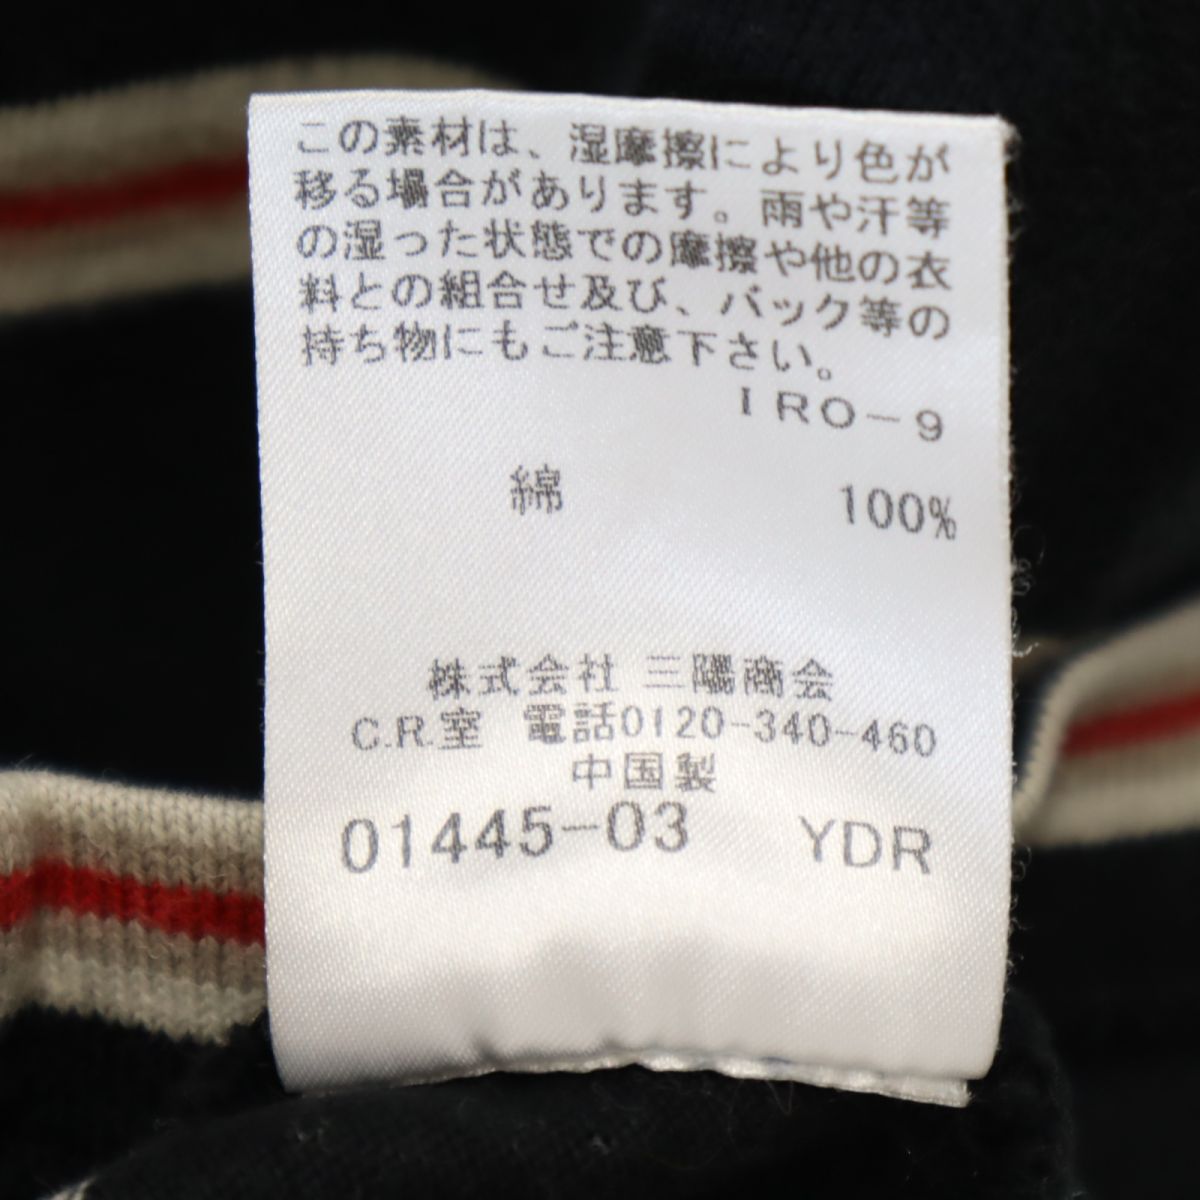 この素材は、湿摩擦により色が
移る場合があります。雨や汗等
の湿った状態での摩擦や他の衣
料との組合せ及び、バック等の
持ち物にもご注意下さい。
IRO-9
綿 100%
株式会社 三陽商会
C.R.室 電話0120-340-460
中国製
01445-03 YDR